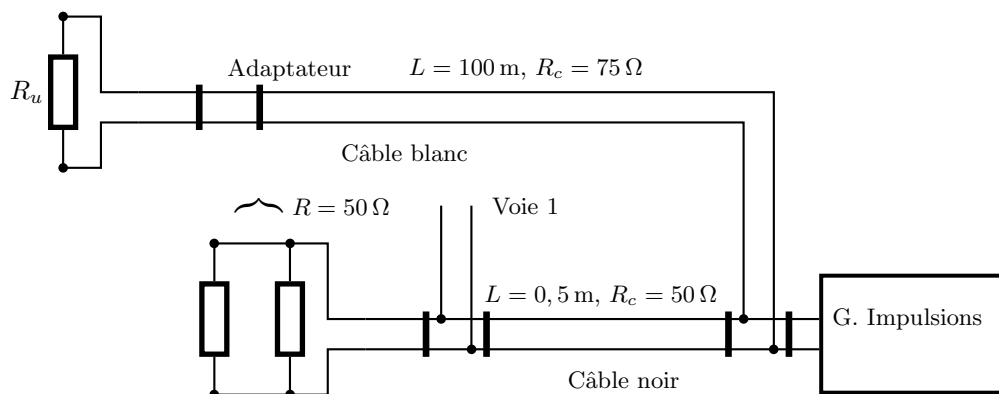 Adaptateur
L = 100 m, R_c = 75 Ω
R_u
Câble blanc
R = 50 Ω
Voie 1
L = 0, 5 m, R_c = 50 Ω
G. Impulsions
Câble noir